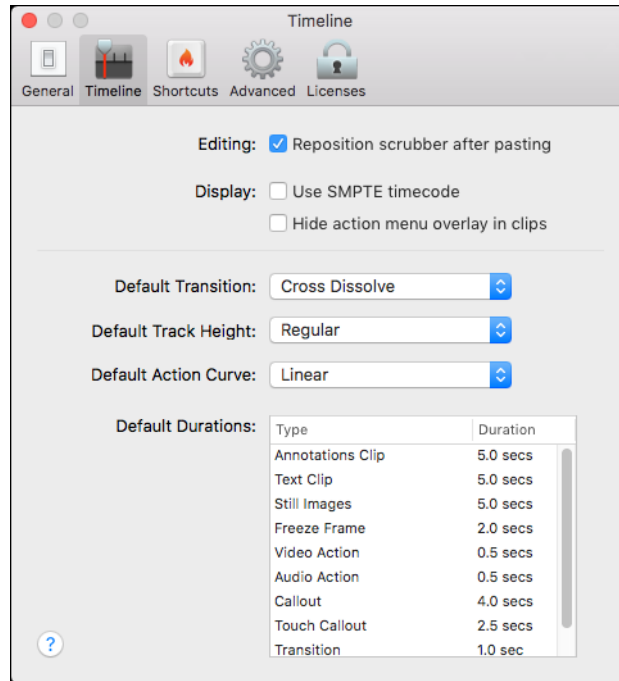 Timeline
General Timeline Shortcuts Advanced Licenses
Editing: Reposition scrubber after pasting
Display: Use SMPTE timecode
Hide action menu overlay in clips
Default Transition: Cross Dissolve
Default Track Height: Regular
Default Action Curve: Linear
Default Durations: Type Duration
Annotations Clip 5.0 secs
Text Clip 5.0 secs
Still Images 5.0 secs
Freeze Frame 2.0 secs
Video Action 0.5 secs
Audio Action 0.5 secs
Callout 4.0 secs
Touch Callout 2.5 secs
? Transition 1.0 sec